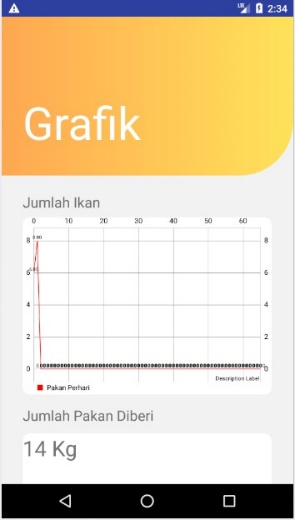 2:34
Grafik
Jumlah Ikan
0 10 20 30 40 50 60
8 8
6 6
4 4
2 2
0 0
Description Label
Pakan Perhari
Jumlah Pakan Diberi
14 Kg